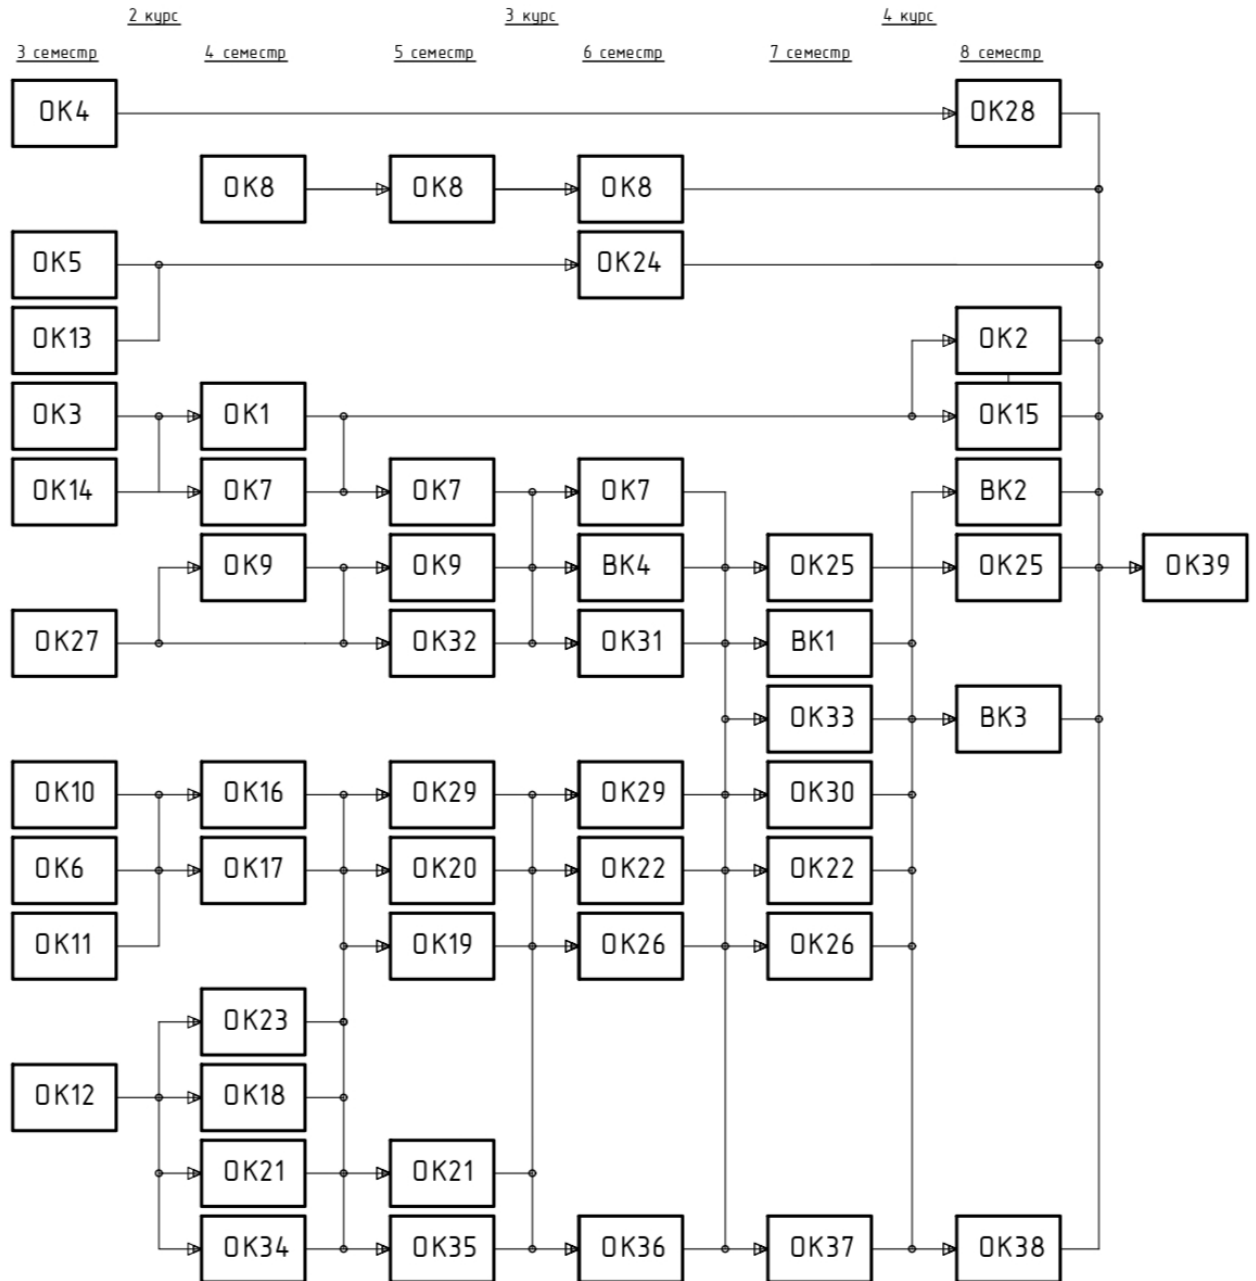 2 курс 3 курс 4 курс
3 семестр 4 семестр 5 семестр 6 семестр 7 семестр 8 семестр
ОК4 ОК28
ОК8 ОК8 ОК8
ОК5 ОК24
ОК13 ОК2
ОК3 ОК1 ОК15
ОК14 ОК7 ОК7 ОК7 ВК2
ОК9 ОК9 ВК4 ОК25 ОК25 ОК39
ОК27 ОК32 ОК31 ВК1
ОК33 ВК3
ОК10 ОК16 ОК29 ОК29 ОК30
ОК6 ОК17 ОК20 ОК22 ОК22
ОК11 ОК19 ОК26 ОК26
ОК23
ОК12 ОК18
ОК21 ОК21
ОК34 ОК35 ОК36 ОК37 ОК38